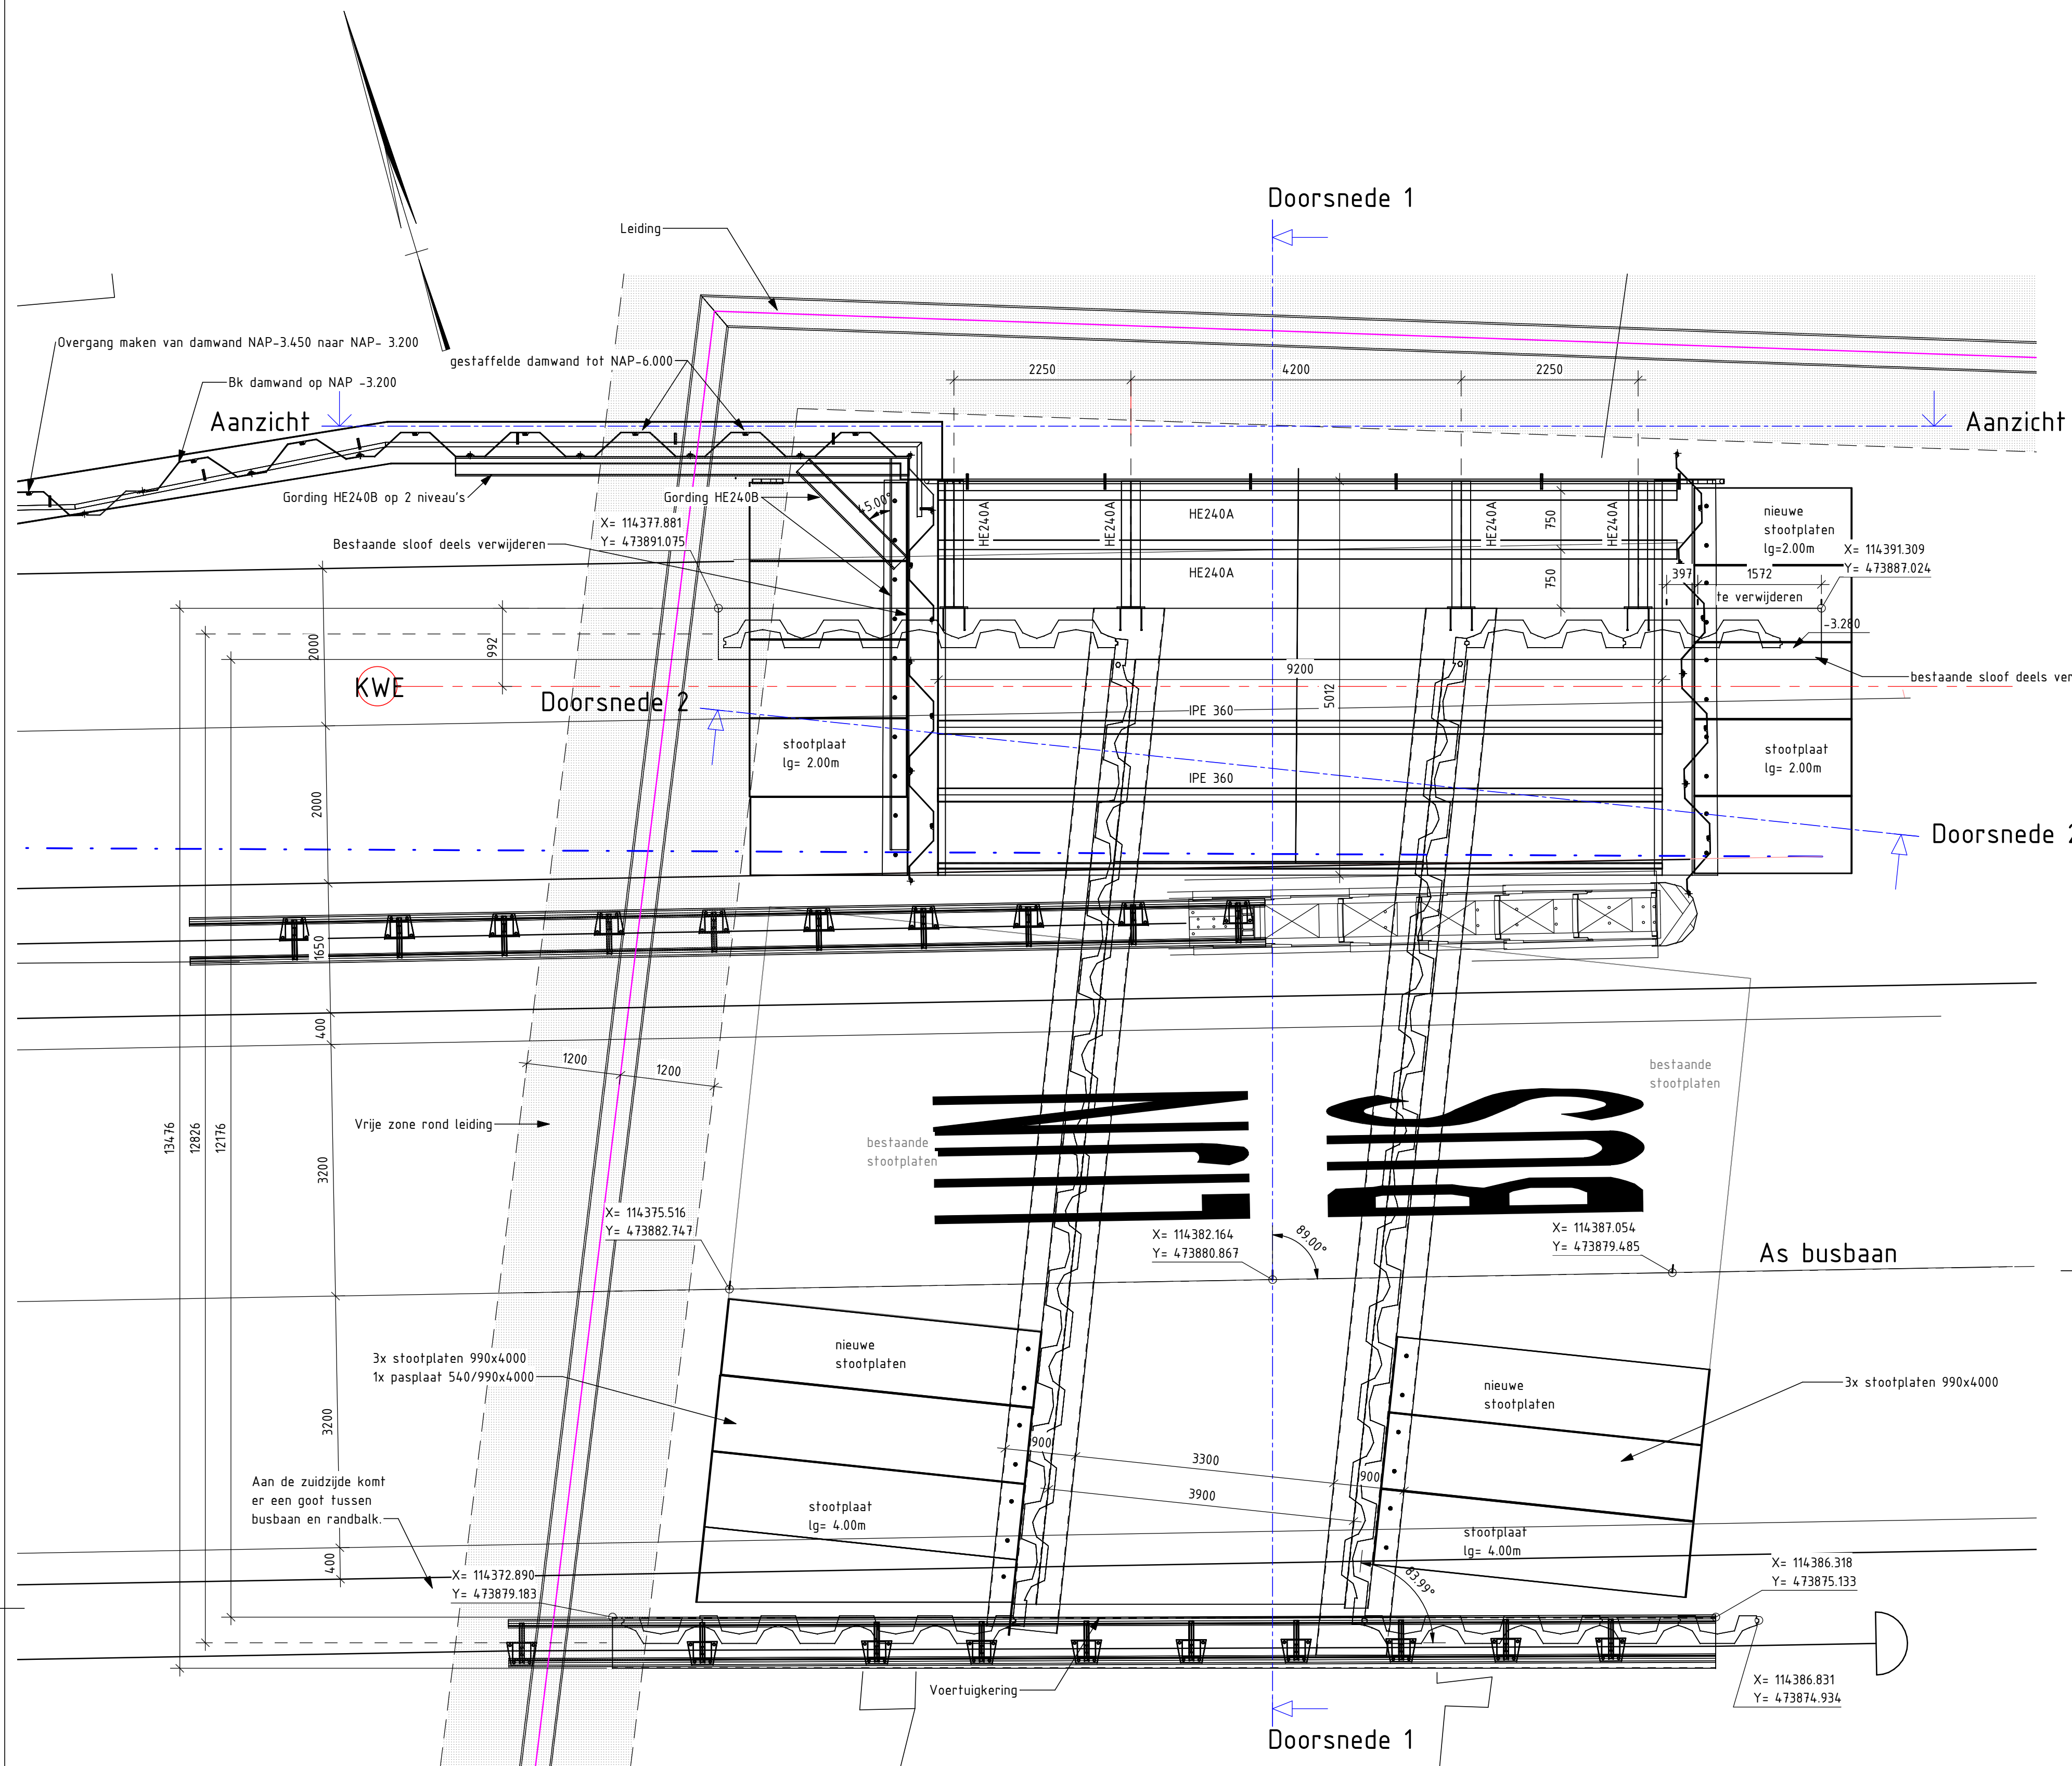 Doorsnede 1
Leiding
Overgang maken van damwand NAP-3.450 naar NAP- 3.200
gestaffelde damwand tot NAP-6.000
Bk damwand op NAP -3.200
2250
4200
2250
Aanzicht
Aanzicht
Gording HE240B op 2 niveau's
Gording HE240B
45.00°
HE240A
HE240A
HE240A
HE240A
HE240A
HE240A
750
750
nieuwe
stootplaten
lg=2.00m
X= 114377.881
Y= 473891.075
Bestaande sloof deels verwijderen
X= 114391.309
Y= 473887.024
397
1572
te verwijderen
-3.280
2000
992
9200
5012
KWE
Doorsnede 2
bestaande sloof deels ver
IPE 360
stootplaat
lg= 2.00m
stootplaat
lg= 2.00m
IPE 360
2000
Doorsnede 2
1650
400
1200
1200
bestaande
stootplaten
Vrije zone rond leiding
13476
12826
12176
bestaande
stootplaten
LIJN
BUS
3200
X= 114375.516
Y= 473882.747
X= 114382.164
Y= 473880.867
89.00°
X= 114387.054
Y= 473879.485
As busbaan
nieuwe
stootplaten
3x stootplaten 990x4000
1x pasplaat 540/990x4000
nieuwe
stootplaten
3x stootplaten 990x4000
3200
900
3300
900
3900
Aan de zuidzijde komt
er een goot tussen
busbaan en randbalk.
stootplaat
lg= 4.00m
stootplaat
lg= 4.00m
400
83.99°
X= 114372.890
Y= 473879.183
X= 114386.318
Y= 473875.133
Voertuigkering
X= 114386.831
Y= 473874.934
Doorsnede 1